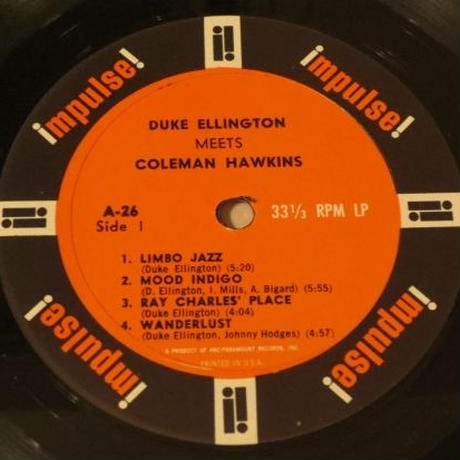 impulse!
impulse!
DUKE ELLINGTON
MEETS
COLEMAN HAWKINS
A-26
Side 1
33 1/3 RPM LP
1. LIMBO JAZZ
(Duke Ellington) (5:20)
2. MOOD INDIGO
(D. Ellington, I. Mills, A. Bigard) (5:55)
3. RAY CHARLES' PLACE
(Duke Ellington) (4:04)
4. WANDERLUST
(Duke Ellington, Johnny Hodges) (4:57)
A PRODUCT OF ABC-PARAMOUNT RECORDS, INC.
PRINTED IN U.S.A.
impulse!
impulse!